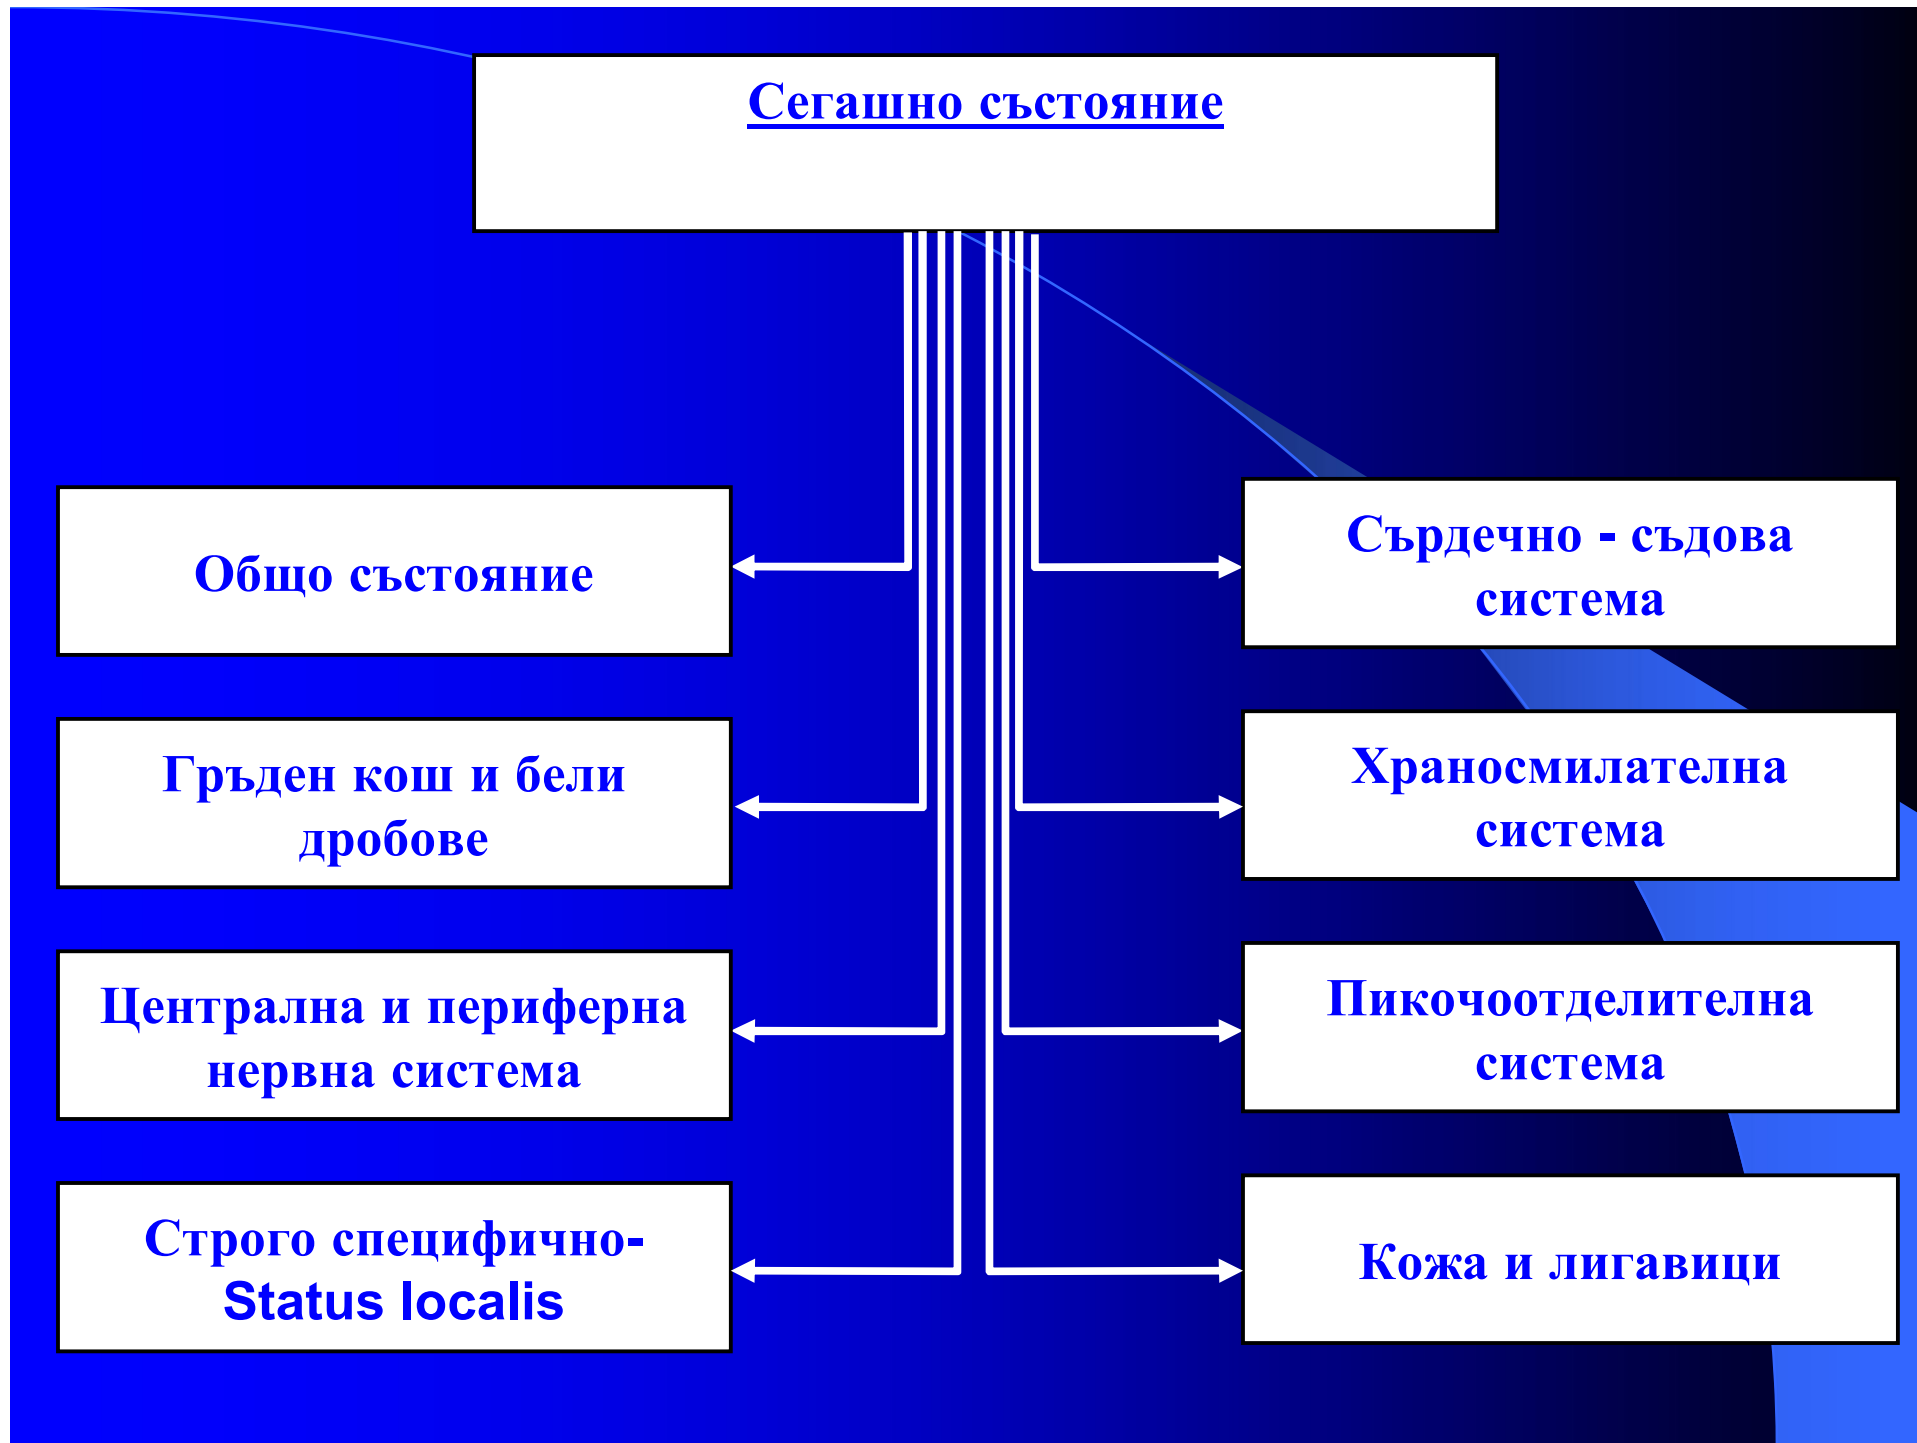 Сегашно състояние
Общо състояние
Гръден кош и бели
дробове
Централна и периферна
нервна система
Строго специфично-
Status localis
Сърдечно - съдова
система
Храносмилателна
система
Пикочоотделителна
система
Кожа и лигавици